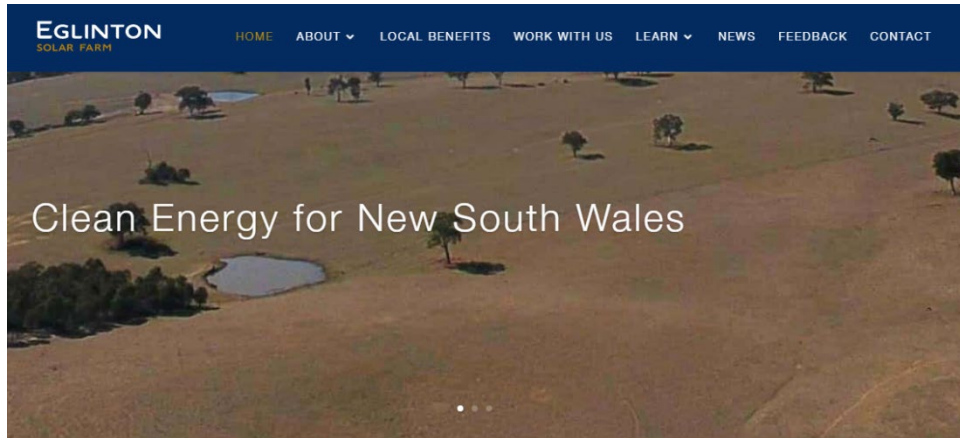 EGLINTON
SOLAR FARM
HOME ABOUT LOCAL BENEFITS WORK WITH US LEARN NEWS FEEDBACK CONTACT
Clean Energy for New South Wales